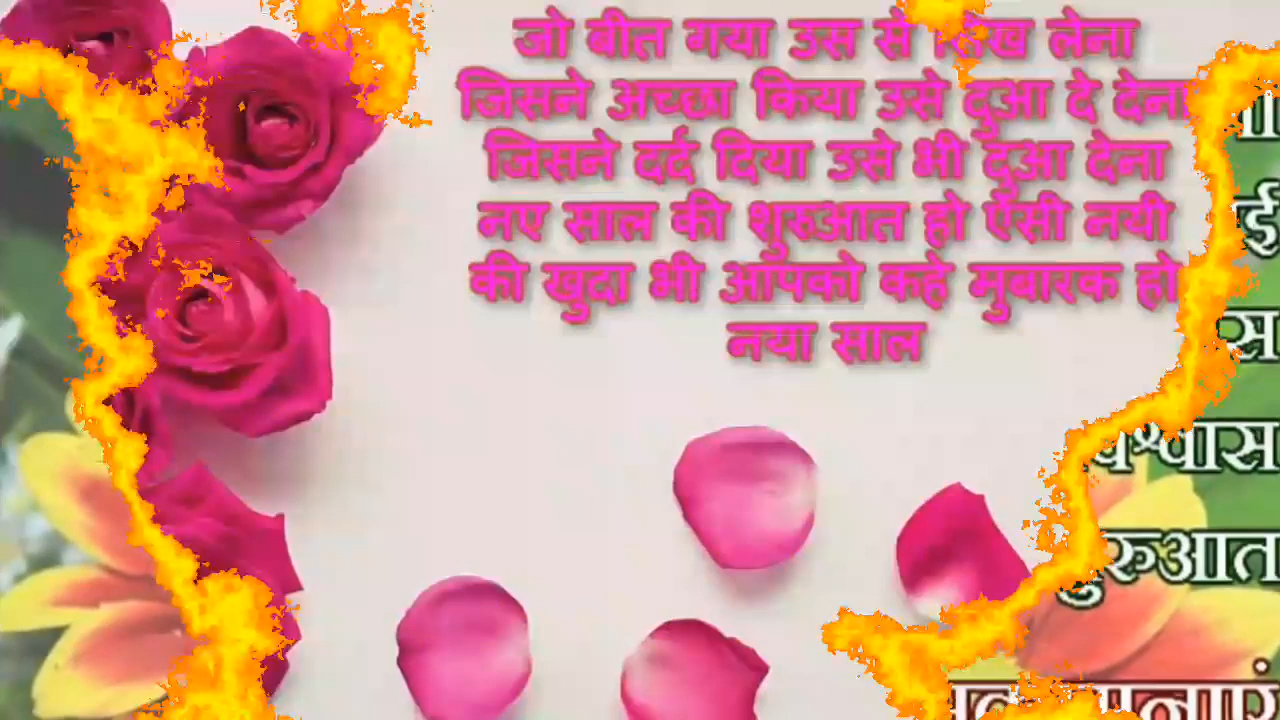 जो बीत गया उस से सिख लेना
जिसने अच्छा किया उसे दुआ दे देना
जिसने दर्द दिया उसे भी दुआ देना
नए साल की शुरुआत हो ऐसी नयी
की खुदा भी आपको कहे मुबारक हो
नया साल